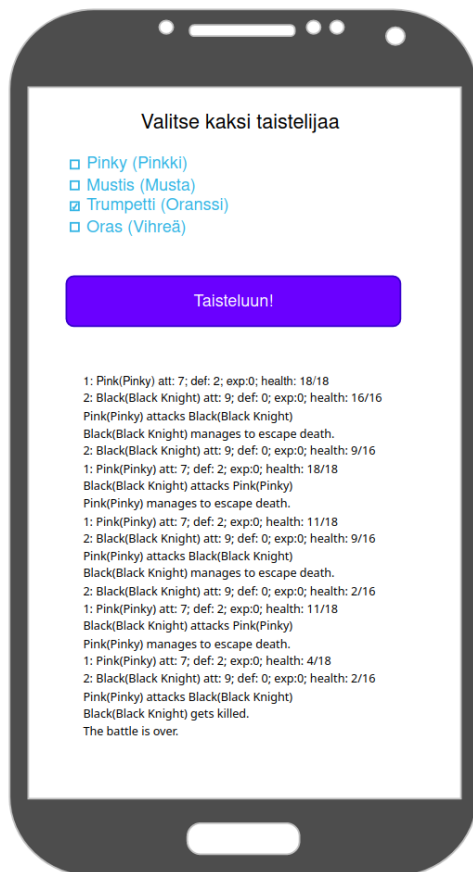 Valitse kaksi taistelijaa
Pinky (Pinkki)
Mustis (Musta)
Trumpetti (Oranssi)
Oras (Vihreä)
Taisteluun!
1: Pink(Pinky) att: 7; def: 2; exp:0; health: 18/18
2: Black(Black Knight) att: 9; def: 0; exp:0; health: 16/16
Pink(Pinky) attacks Black(Black Knight)
Black(Black Knight) manages to escape death.
2: Black(Black Knight) att: 9; def: 0; exp:0; health: 9/16
1: Pink(Pinky) att: 7; def: 2; exp:0; health: 18/18
Black(Black Knight) attacks Pink(Pinky)
Pink(Pinky) manages to escape death.
1: Pink(Pinky) att: 7; def: 2; exp:0; health: 11/18
2: Black(Black Knight) att: 9; def: 0; exp:0; health: 9/16
Pink(Pinky) attacks Black(Black Knight)
Black(Black Knight) manages to escape death.
2: Black(Black Knight) att: 9; def: 0; exp:0; health: 2/16
1: Pink(Pinky) att: 7; def: 2; exp:0; health: 11/18
Black(Black Knight) attacks Pink(Pinky)
Pink(Pinky) manages to escape death.
1: Pink(Pinky) att: 7; def: 2; exp:0; health: 4/18
2: Black(Black Knight) att: 9; def: 0; exp:0; health: 2/16
Pink(Pinky) attacks Black(Black Knight)
Black(Black Knight) gets killed.
The battle is over.